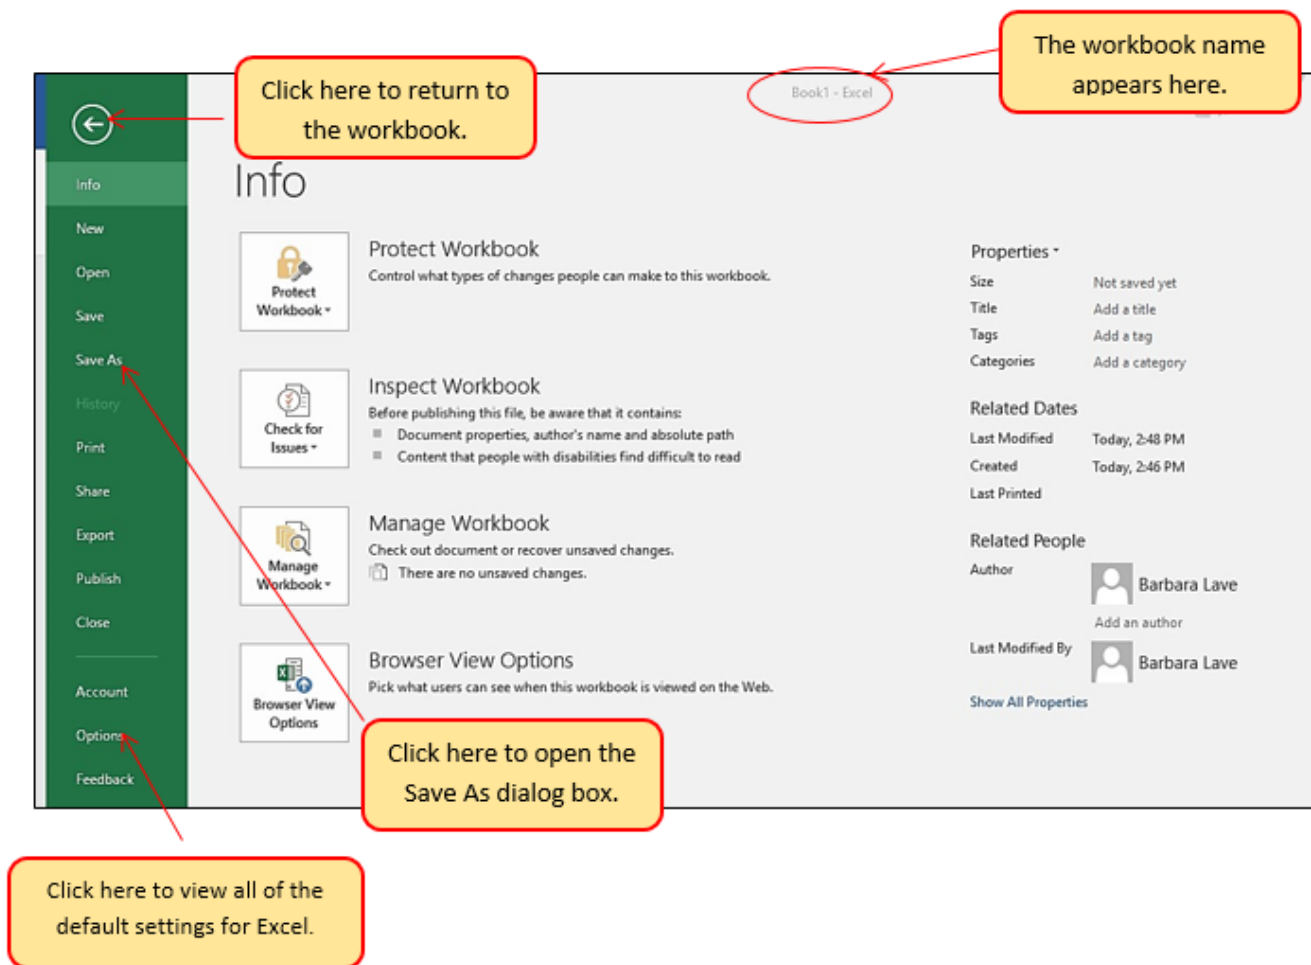 The workbook name
appears here.
Click here to return to
the workbook.
Book1 - Excel
Info
New
Open
Save
Save As
History
Print
Share
Export
Publish
Close
Account
Options
Feedback
Info
Protect
Workbook
Protect Workbook
Control what types of changes people can make to this workbook.
Check for
Issues
Inspect Workbook
Before publishing this file, be aware that it contains:
Document properties, author's name and absolute path
Content that people with disabilities find difficult to read
Manage
Workbook
Manage Workbook
Check out document or recover unsaved changes.
There are no unsaved changes.
Browser View
Options
Browser View Options
Pick what users can see when this workbook is viewed on the Web.
Properties
Size Not saved yet
Title Add a title
Tags Add a tag
Categories Add a category
Related Dates
Last Modified Today, 2:48 PM
Created Today, 2:46 PM
Last Printed
Related People
Author Barbara Lave
Add an author
Last Modified By Barbara Lave
Show All Properties
Click here to open the
Save As dialog box.
Click here to view all of the
default settings for Excel.